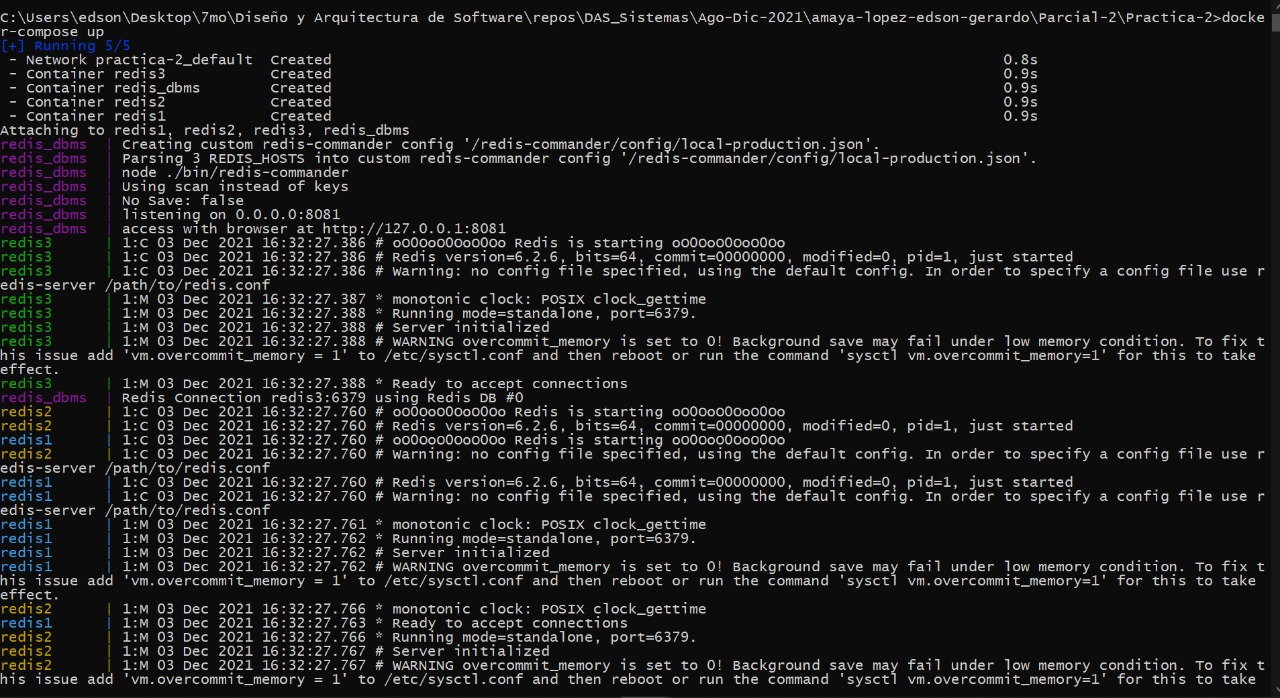 C:\Users\edson\Desktop\7mo\Diseño y Arquitectura de Software\repos\DAS_Sistemas\Ago-Dic-2021\amaya-lopez-edson-gerardo\Parcial-2\Practica-2>docke
r-compose up
[+] Running 5/5
 - Network practica-2_default  Created 0.8s
 - Container redis3            Created 0.9s
 - Container redis_dbms        Created 0.9s
 - Container redis2            Created 0.9s
 - Container redis1            Created 0.9s
Attaching to redis1, redis2, redis3, redis_dbms
redis_dbms  | Creating custom redis-commander config '/redis-commander/config/local-production.json'.
redis_dbms  | Parsing 3 REDIS_HOSTS into custom redis-commander config '/redis-commander/config/local-production.json'.
redis_dbms  | node ./bin/redis-commander
redis_dbms  | Using scan instead of keys
redis_dbms  | No Save: false
redis_dbms  | listening on 0.0.0.0:8081
redis_dbms  | access with browser at http://127.0.0.1:8081
redis3      | 1:C 03 Dec 2021 16:32:27.386 # oO0OoO0OoO0Oo Redis is starting oO0OoO0OoO0Oo
redis3      | 1:C 03 Dec 2021 16:32:27.386 # Redis version=6.2.6, bits=64, commit=00000000, modified=0, pid=1, just started
redis3      | 1:C 03 Dec 2021 16:32:27.386 # Warning: no config file specified, using the default config. In order to specify a config file use r
edis-server /path/to/redis.conf
redis3      | 1:M 03 Dec 2021 16:32:27.387 * monotonic clock: POSIX clock_gettime
redis3      | 1:M 03 Dec 2021 16:32:27.388 * Running mode=standalone, port=6379.
redis3      | 1:M 03 Dec 2021 16:32:27.388 # Server initialized
redis3      | 1:M 03 Dec 2021 16:32:27.388 # WARNING overcommit_memory is set to 0! Background save may fail under low memory condition. To fix t
his issue add 'vm.overcommit_memory = 1' to /etc/sysctl.conf and then reboot or run the command 'sysctl vm.overcommit_memory=1' for this to take
effect.
redis3      | 1:M 03 Dec 2021 16:32:27.388 * Ready to accept connections
redis_dbms  | Redis Connection redis3:6379 using Redis DB #0
redis2      | 1:C 03 Dec 2021 16:32:27.760 # oO0OoO0OoO0Oo Redis is starting oO0OoO0OoO0Oo
redis2      | 1:C 03 Dec 2021 16:32:27.760 # Redis version=6.2.6, bits=64, commit=00000000, modified=0, pid=1, just started
redis1      | 1:C 03 Dec 2021 16:32:27.760 # oO0OoO0OoO0Oo Redis is starting oO0OoO0OoO0Oo
redis2      | 1:C 03 Dec 2021 16:32:27.760 # Warning: no config file specified, using the default config. In order to specify a config file use r
edis-server /path/to/redis.conf
redis1      | 1:C 03 Dec 2021 16:32:27.760 # Redis version=6.2.6, bits=64, commit=00000000, modified=0, pid=1, just started
redis1      | 1:C 03 Dec 2021 16:32:27.760 # Warning: no config file specified, using the default config. In order to specify a config file use r
edis-server /path/to/redis.conf
redis1      | 1:M 03 Dec 2021 16:32:27.761 * monotonic clock: POSIX clock_gettime
redis1      | 1:M 03 Dec 2021 16:32:27.762 * Running mode=standalone, port=6379.
redis1      | 1:M 03 Dec 2021 16:32:27.762 # Server initialized
redis1      | 1:M 03 Dec 2021 16:32:27.762 # WARNING overcommit_memory is set to 0! Background save may fail under low memory condition. To fix t
his issue add 'vm.overcommit_memory = 1' to /etc/sysctl.conf and then reboot or run the command 'sysctl vm.overcommit_memory=1' for this to take
effect.
redis2      | 1:M 03 Dec 2021 16:32:27.766 * monotonic clock: POSIX clock_gettime
redis1      | 1:M 03 Dec 2021 16:32:27.763 * Ready to accept connections
redis2      | 1:M 03 Dec 2021 16:32:27.766 * Running mode=standalone, port=6379.
redis2      | 1:M 03 Dec 2021 16:32:27.767 # Server initialized
redis2      | 1:M 03 Dec 2021 16:32:27.767 # WARNING overcommit_memory is set to 0! Background save may fail under low memory condition. To fix t
his issue add 'vm.overcommit_memory = 1' to /etc/sysctl.conf and then reboot or run the command 'sysctl vm.overcommit_memory=1' for this to take